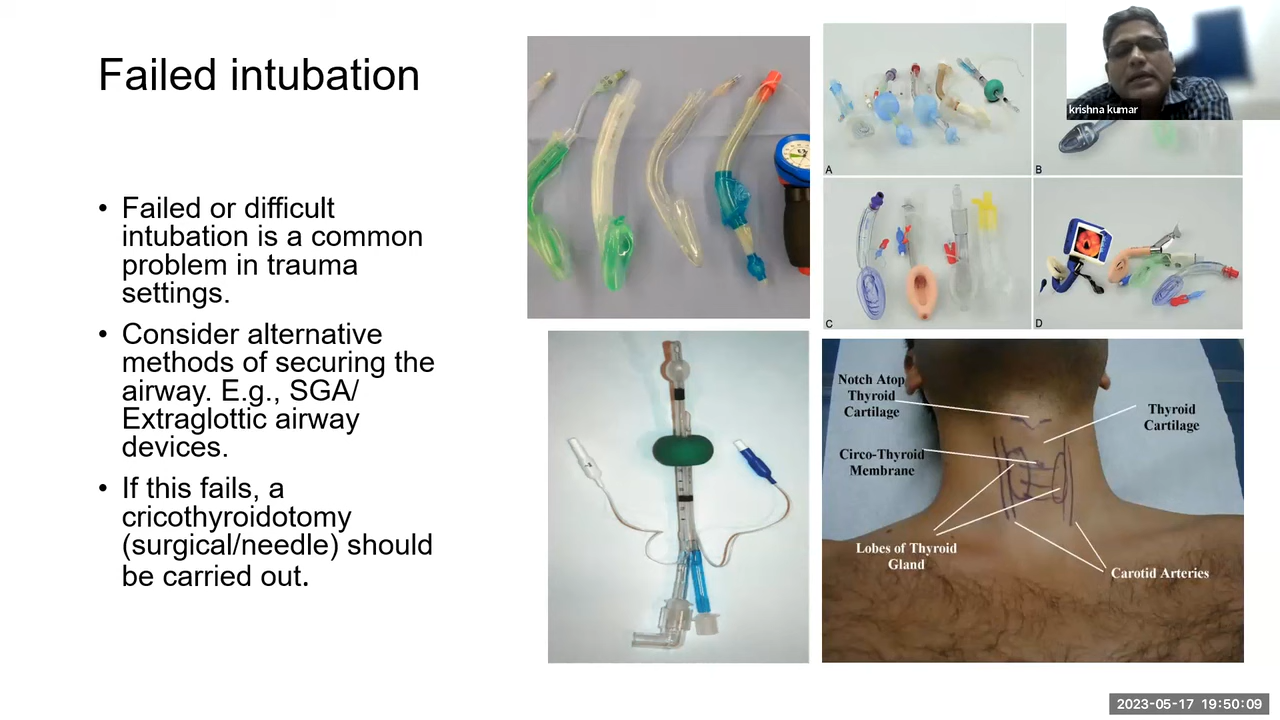 Failed intubation
• Failed or difficult
intubation is a common
problem in trauma
settings.
• Consider alternative
methods of securing the
airway. E.g., SGA/
Extraglottic airway
devices.
• If this fails, a
cricothyroidotomy
(surgical/needle) should
be carried out.
A
B
C
D
krishna kumar
Notch Atop
Thyroid
Cartilage
Thyroid
Cartilage
Circo-Thyroid
Membrane
Lobes of Thyroid
Gland
Carotid Arteries
2023-05-17 19:50:09